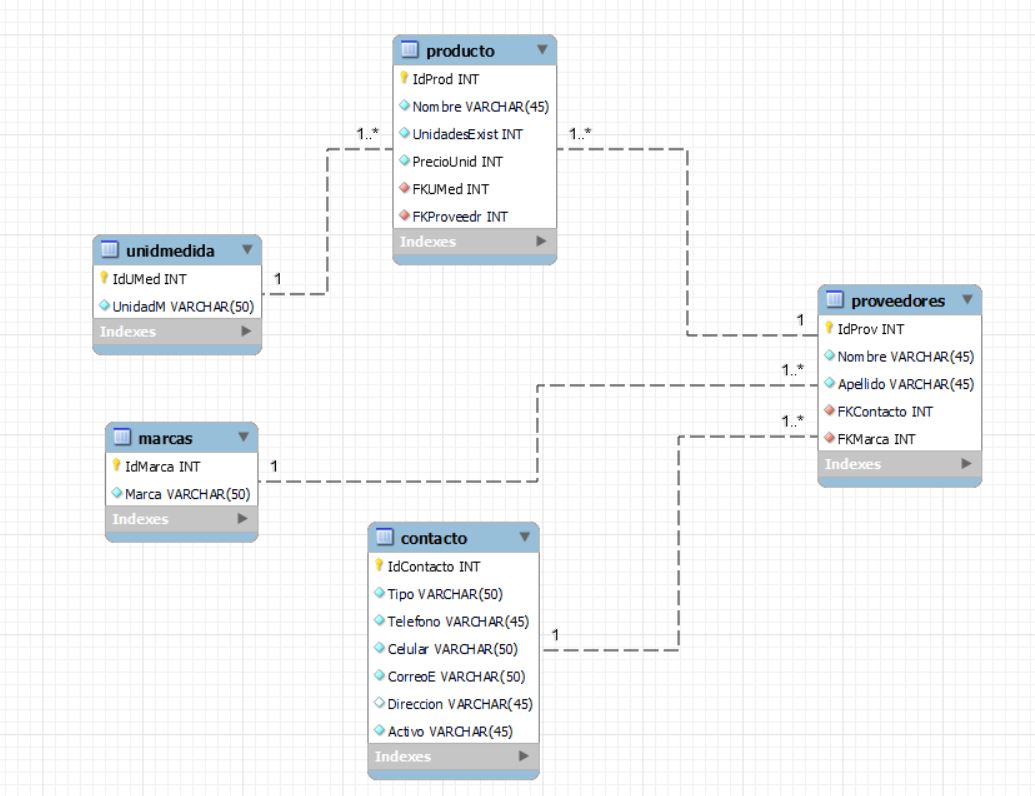 producto
IdProd INT
Nombre VARCHAR(45)
UnidadesExist INT
PrecioUnid INT
FKUMed INT
FKProveedr INT
Indexes
1..*
1..*
unidmedida
IdUMed INT
UnidadM VARCHAR(50)
Indexes
1
proveedores
IdProv INT
Nombre VARCHAR(45)
Apellido VARCHAR(45)
FKContacto INT
FKMarca INT
Indexes
1
1..*
1..*
marcas
IdMarca INT
Marca VARCHAR(50)
Indexes
1
contacto
IdContacto INT
Tipo VARCHAR(50)
Telefono VARCHAR(45)
Celular VARCHAR(50)
CorreoE VARCHAR(50)
Direccion VARCHAR(45)
Activo VARCHAR(45)
Indexes
1